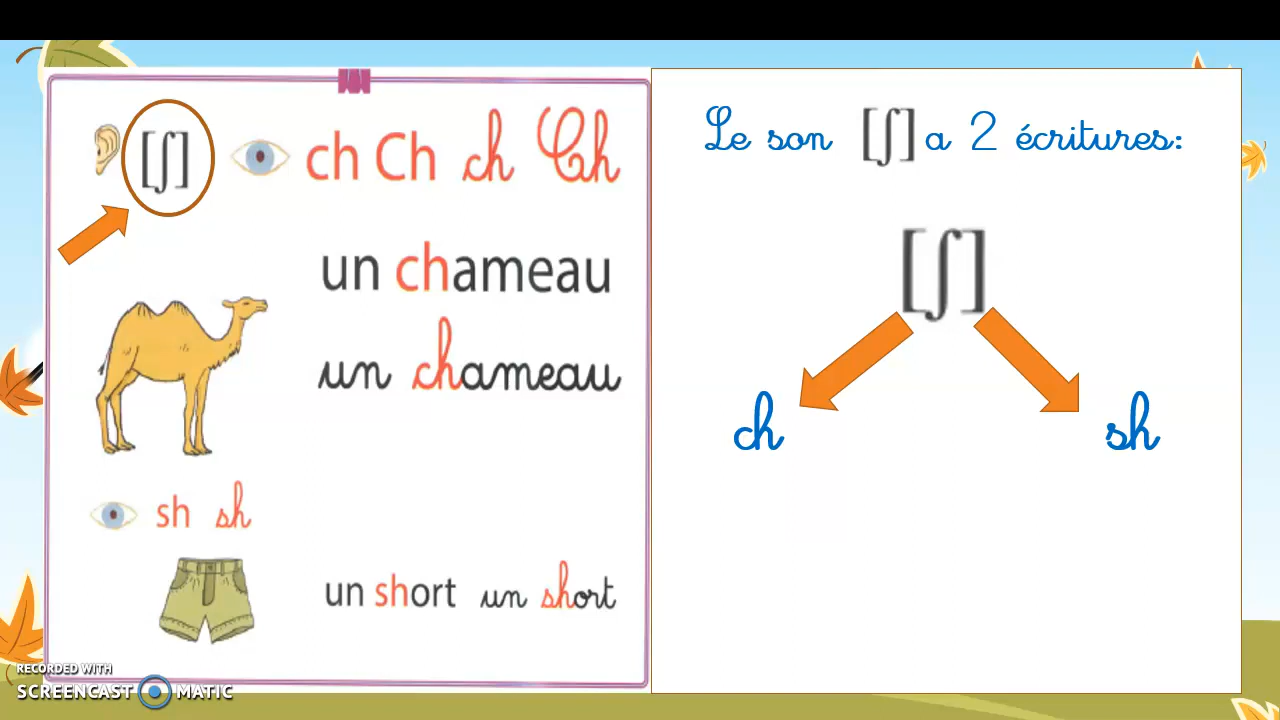 [ʃ] ch Ch ch Ch
un chameau
un chameau
sh sh
un short un short
Le son [ʃ] a 2 écritures:
[ʃ]
ch sh
RECORDED WITH
SCREENCAST MATIC